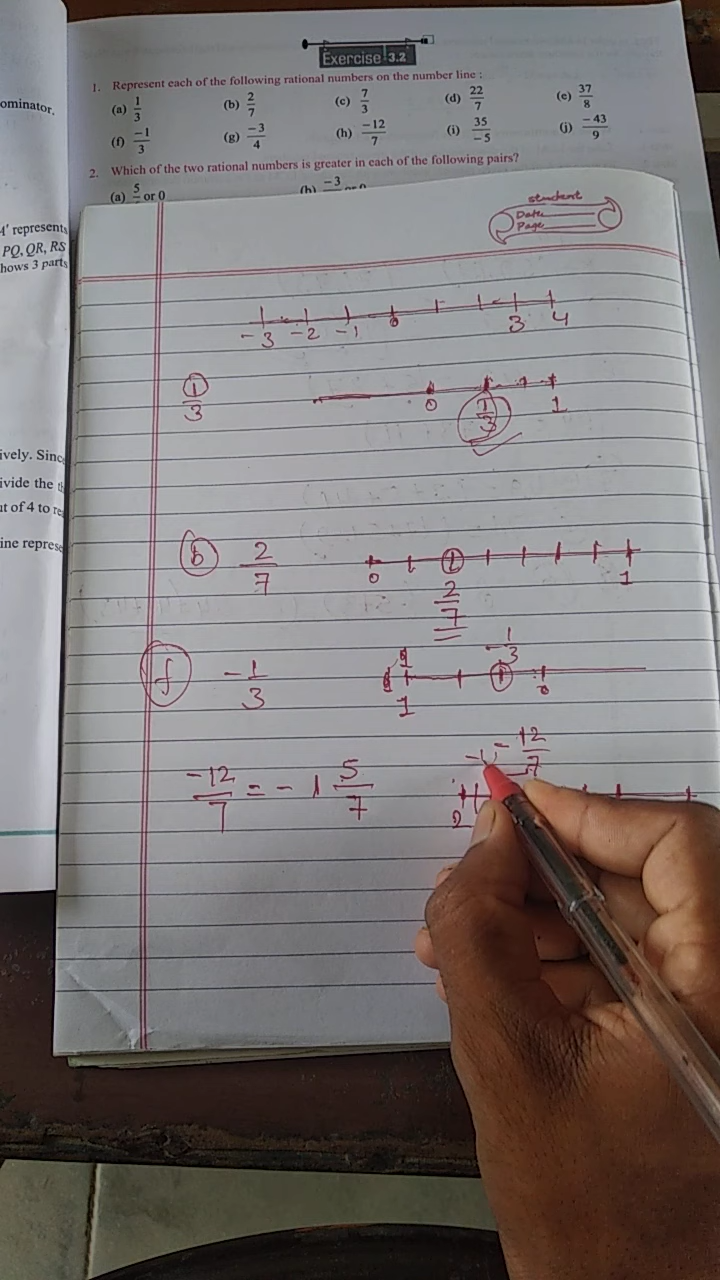 Exercise 3.2
1. Represent each of the following rational numbers on the number line :
(a) 1/3 (b) 2/7 (c) 7/3 (d) 22/7 (e) 37/8
(f) -1/3 (g) -3/4 (h) -12/7 (i) 35/-5 (j) -43/9
2. Which of the two rational numbers is greater in each of the following pairs?
(a) 5 or 0
ominator.
A' represents
PQ, QR, RS
hows 3 parts
ively. Since
ivide the
ut of 4 to
ine represe
student
Date
Page
-3 -2 -1 0 3 4
1/3 0 1/3 1
b 2/7 0 2/7 1
f -1/3 1 -1/3 0
-12/7 = -1 5/7 -12/7
2